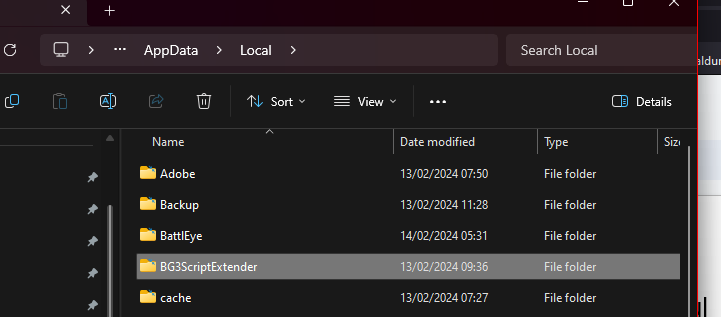 AppData > Local >
Search Local
aldur
Sort
View
Details
Name
Date modified
Type
Size
Adobe
13/02/2024 07:50
File folder
Backup
13/02/2024 11:28
File folder
BattlEye
14/02/2024 05:31
File folder
BG3ScriptExtender
13/02/2024 09:36
File folder
cache
13/02/2024 07:27
File folder